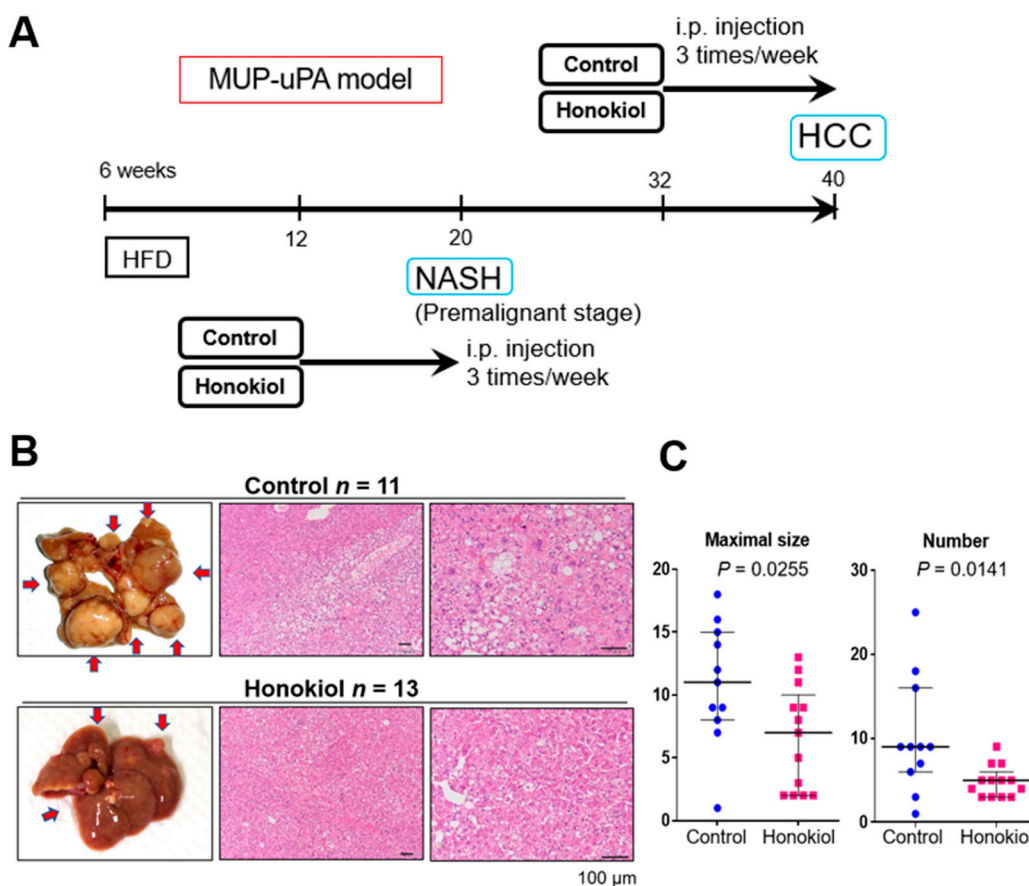 A
MUP-uPA model
Control
Honokiol
i.p. injection
3 times/week
HCC
6 weeks
12
20
32
40
HFD
NASH
(Premalignant stage)
Control
Honokiol
i.p. injection
3 times/week
B
Control n = 11
Honokiol n = 13
100 μm
C
Maximal size
P = 0.0255
20
15
10
5
0
Control
Honokiol
Number
P = 0.0141
30
20
10
0
Control
Honokiol